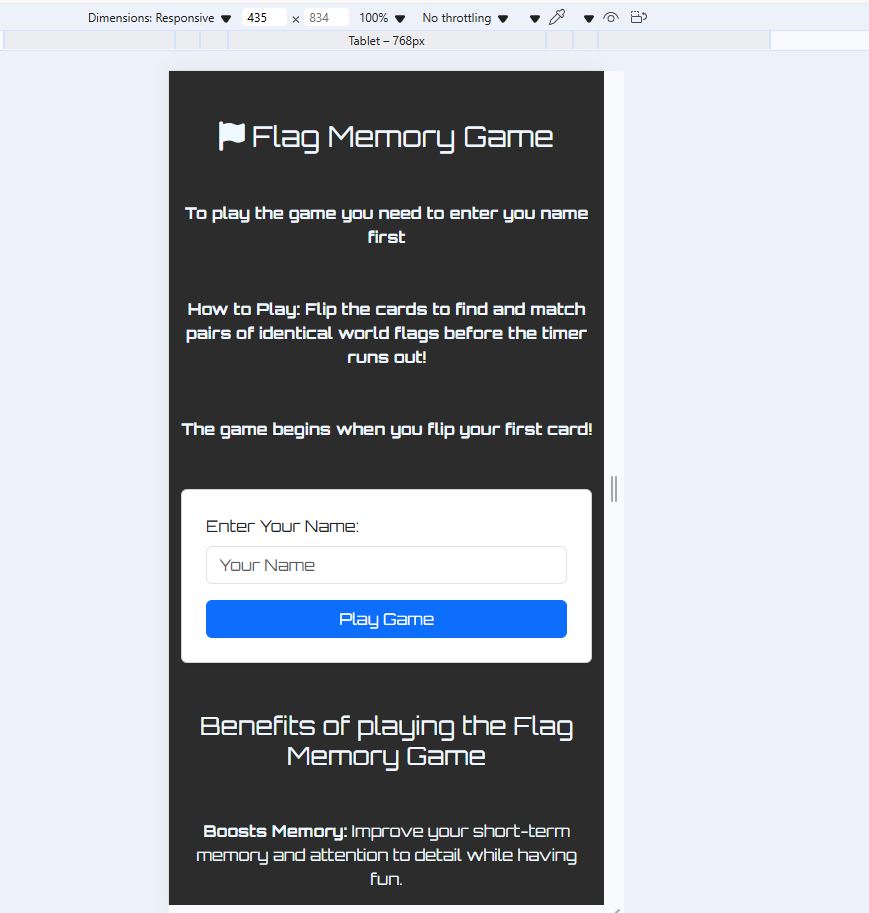 Dimensions: Responsive 435 x 834 100% No throttling
Tablet – 768px
Flag Memory Game
To play the game you need to enter you name
first
How to Play: Flip the cards to find and match
pairs of identical world flags before the timer
runs out!
The game begins when you flip your first card!
Enter Your Name:
Your Name
Play Game
Benefits of playing the Flag
Memory Game
Boosts Memory: Improve your short-term
memory and attention to detail while having
fun.